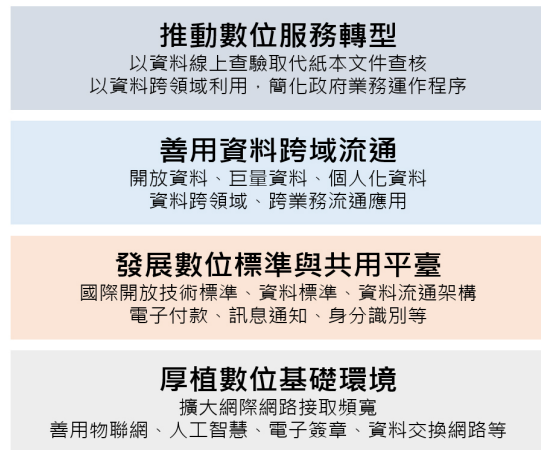 推動數位服務轉型
以資料線上查驗取代紙本文件查核
以資料跨領域利用，簡化政府業務運作程序
善用資料跨域流通
開放資料、巨量資料、個人化資料
資料跨領域、跨業務流通應用
發展數位標準與共用平臺
國際開放技術標準、資料標準、資料流通架構
電子付款、訊息通知、身分識別等
厚植數位基礎環境
擴大網際網路接取頻寬
善用物聯網、人工智慧、電子簽章、資料交換網路等